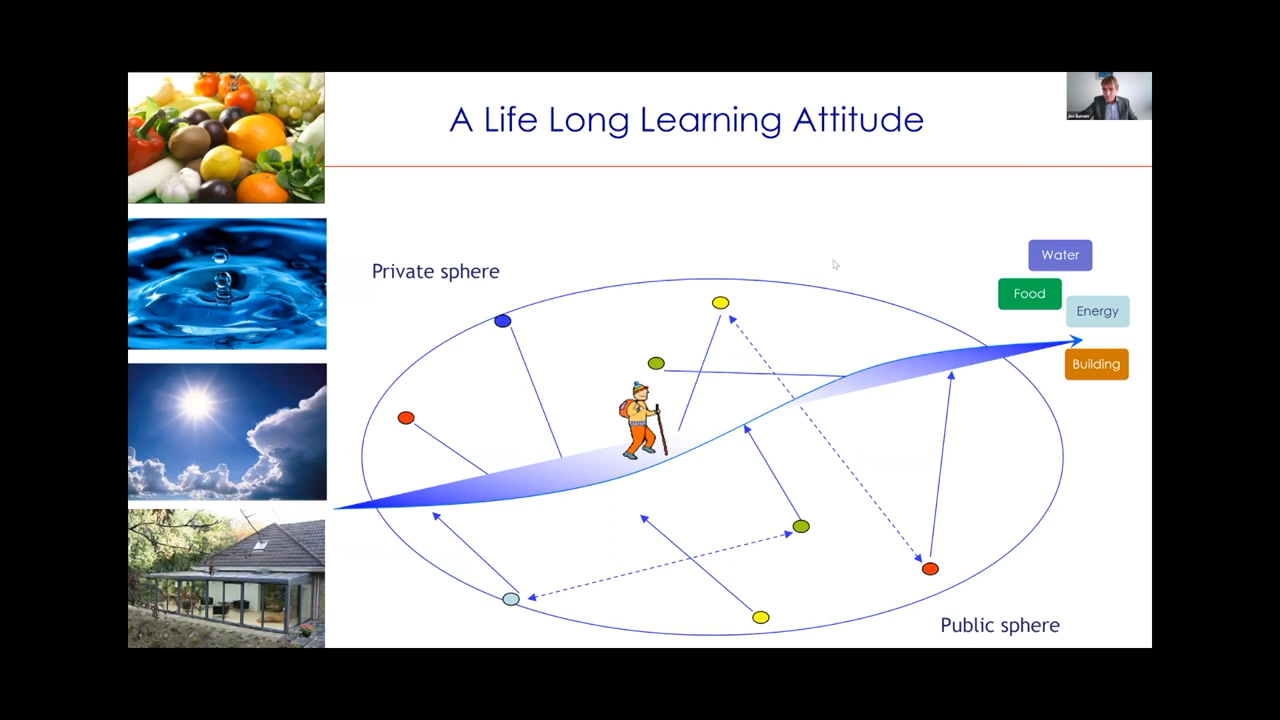 A Life Long Learning Attitude
Private sphere
Water
Food
Energy
Building
Public sphere